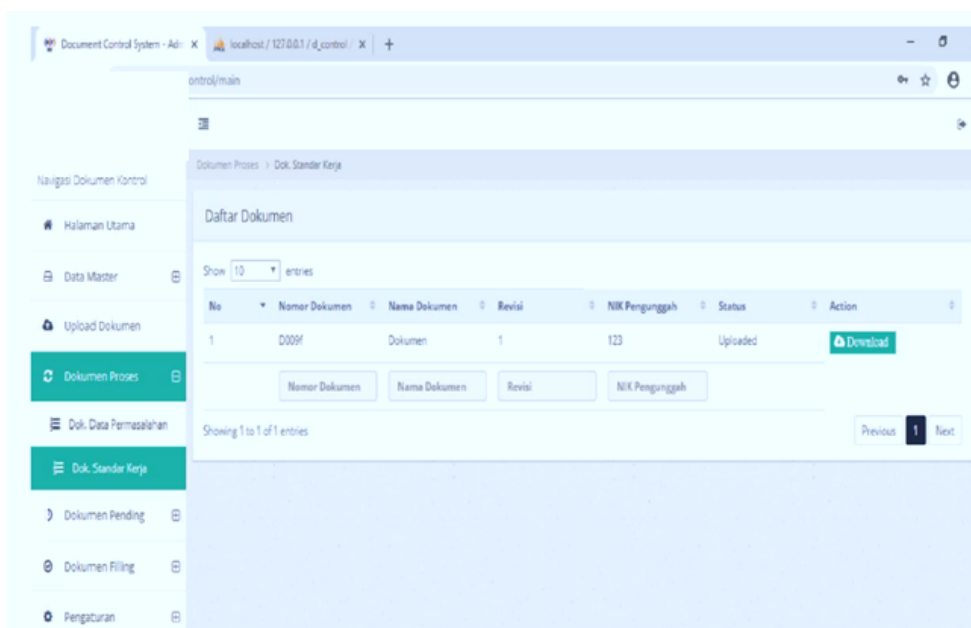 Document Control System - Adm
localhost / 127.0.0.1 / d_control /
ontrol/main
Dokumen Proses > Dok. Standar Kerja
Navigasi Dokumen Kontrol
Halaman Utama
Data Master
Upload Dokumen
Dokumen Proses
Dok. Data Permasalahan
Dok. Standar Kerja
Dokumen Pending
Dokumen Filling
Pengaturan
Daftar Dokumen
Show 10 entries
No Nomor Dokumen Nama Dokumen Revisi NIK Pengunggah Status Action
1 D009f Dokumen 1 123 Uploaded Download
Nomor Dokumen Nama Dokumen Revisi NIK Pengunggah
Showing 1 to 1 of 1 entries
Previous 1 Next